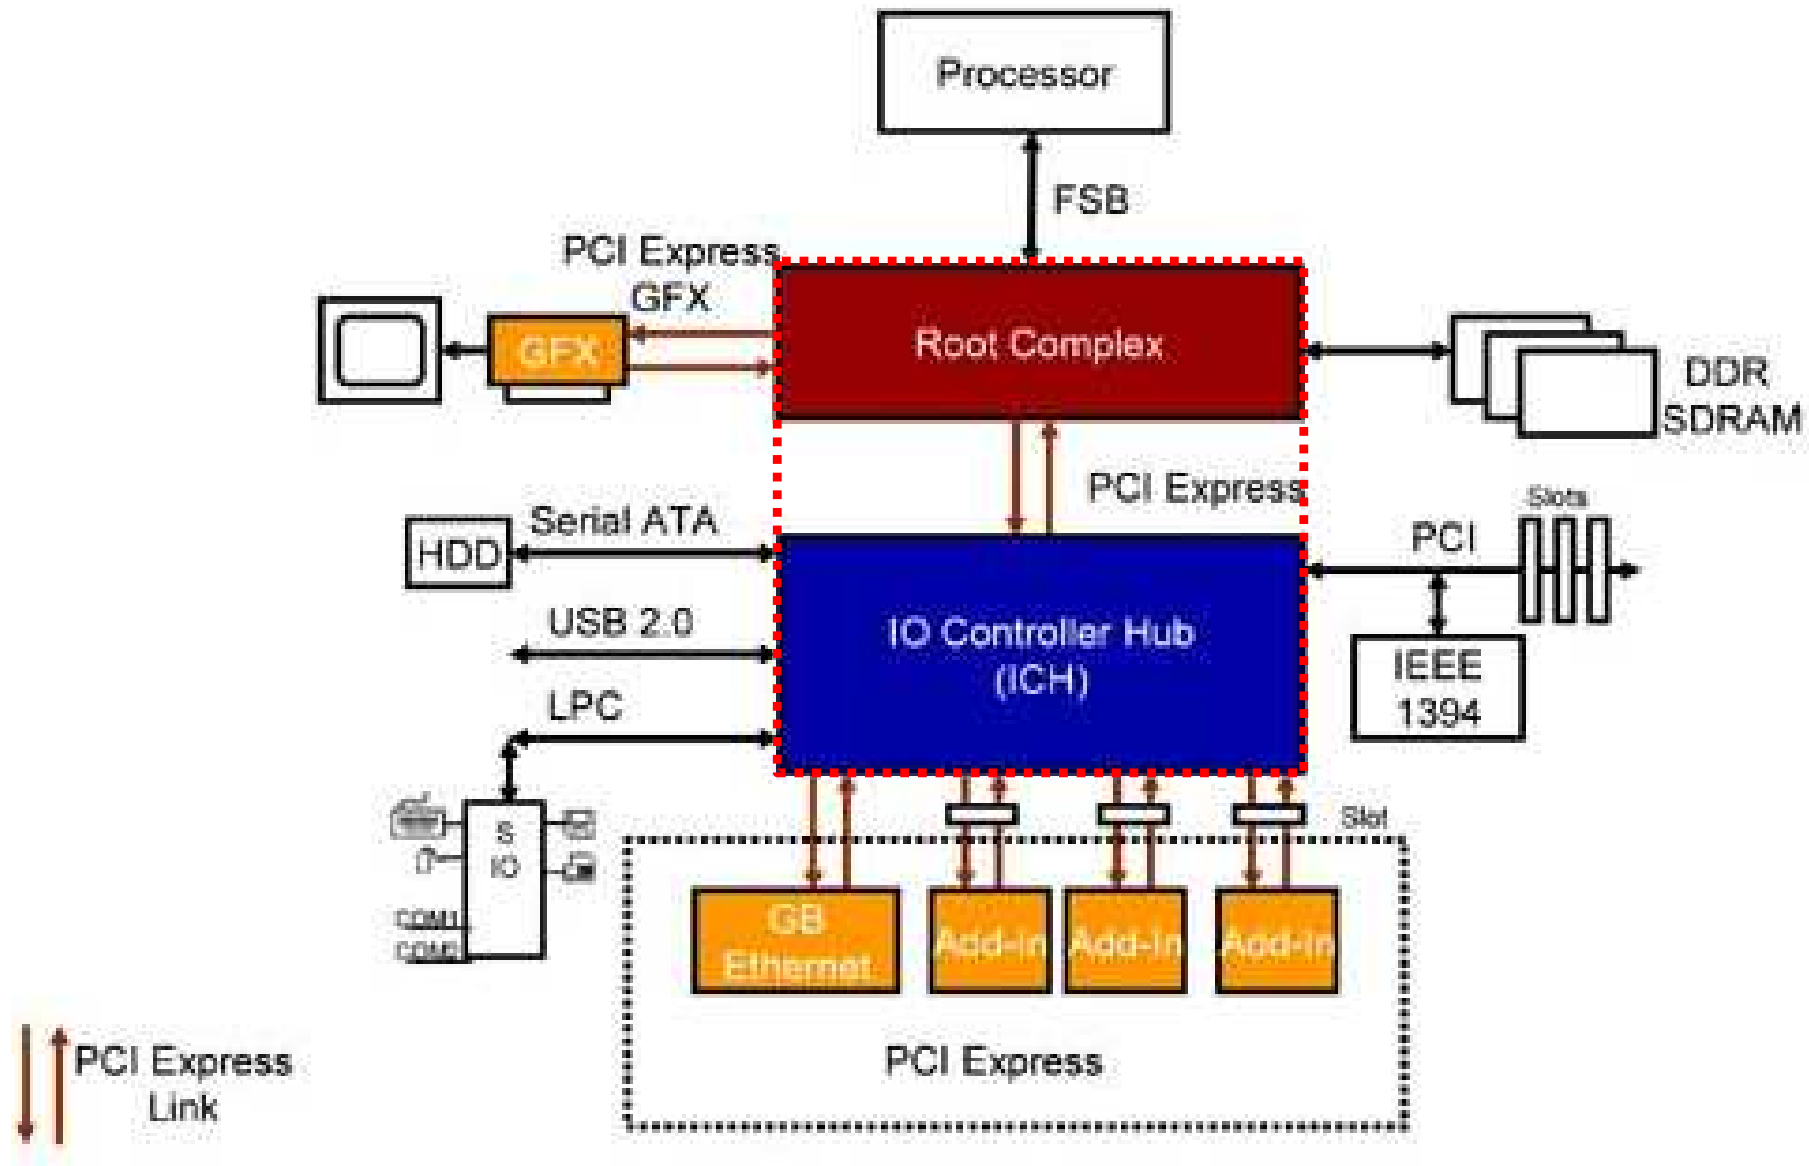 Processor
FSB
PCI Express
GFX
GFX
Root Complex
DDR
SDRAM
PCI Express
Slots
Serial ATA
HDD
PCI
USB 2.0
IO Controller Hub
(ICH)
IEEE
1394
LPC
S
IO
Slot
COM1
GB
Ethernet
Add-in
Add-in
Add-in
PCI Express
PCI Express
Link